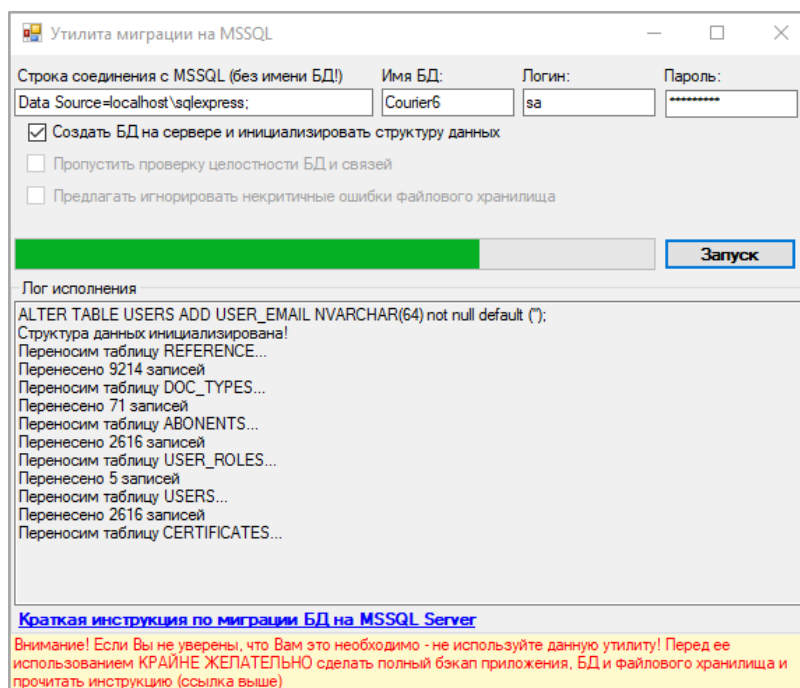 Утилита миграции на MSSQL
Строка соединения с MSSQL (без имени БД!) Имя БД: Логин: Пароль:
Data Source=localhost\sqlexpress; Courier6 sa *********
Создать БД на сервере и инициализировать структуру данных
Пропустить проверку целостности БД и связей
Предлагать игнорировать некритичные ошибки файлового хранилища
Запуск
Лог исполнения
ALTER TABLE USERS ADD USER_EMAIL NVARCHAR(64) not null default ('');
Структура данных инициализирована!
Переносим таблицу REFERENCE...
Перенесено 9214 записей
Переносим таблицу DOC_TYPES...
Перенесено 71 записей
Переносим таблицу ABONENTS...
Перенесено 2616 записей
Переносим таблицу USER_ROLES...
Перенесено 5 записей
Переносим таблицу USERS...
Перенесено 2616 записей
Переносим таблицу CERTIFICATES...
Краткая инструкция по миграции БД на MSSQL Server
Внимание! Если Вы не уверены, что Вам это необходимо - не используйте данную утилиту! Перед ее
использованием КРАЙНЕ ЖЕЛАТЕЛЬНО сделать полный бэкап приложения, БД и файлового хранилища и
прочитать инструкцию (ссылка выше)